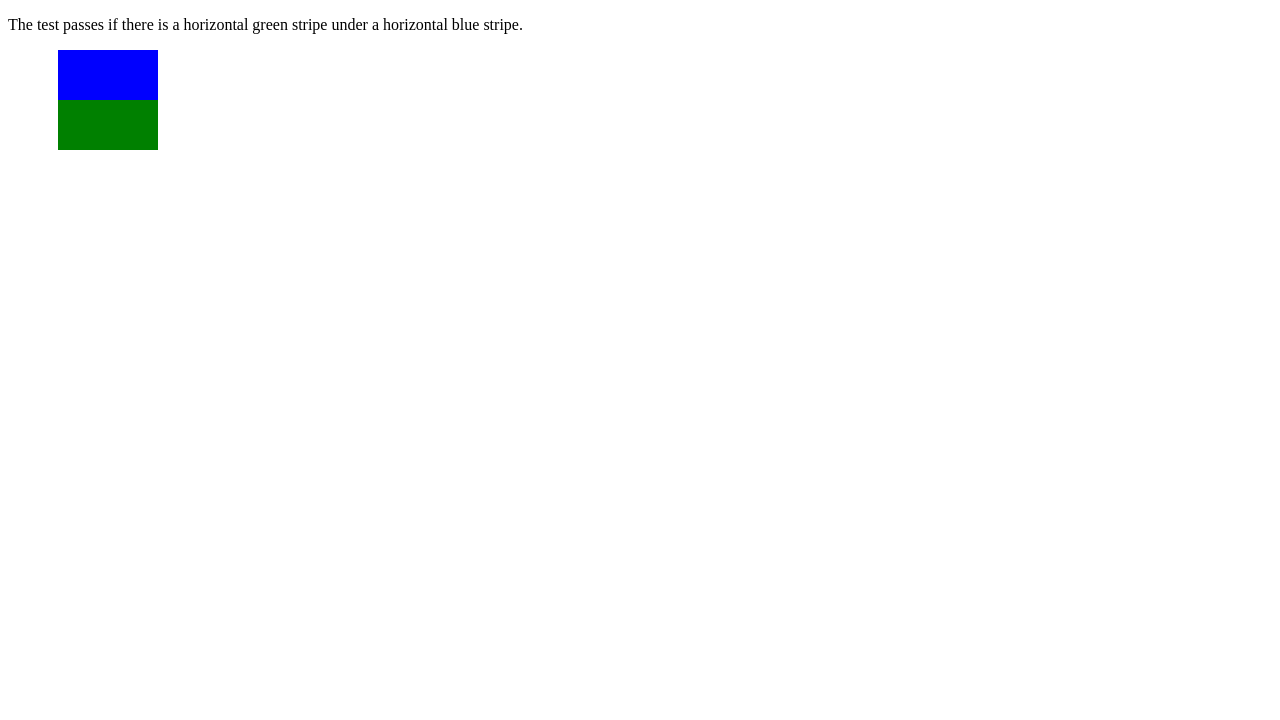 The test passes if there is a horizontal green stripe under a horizontal blue stripe.